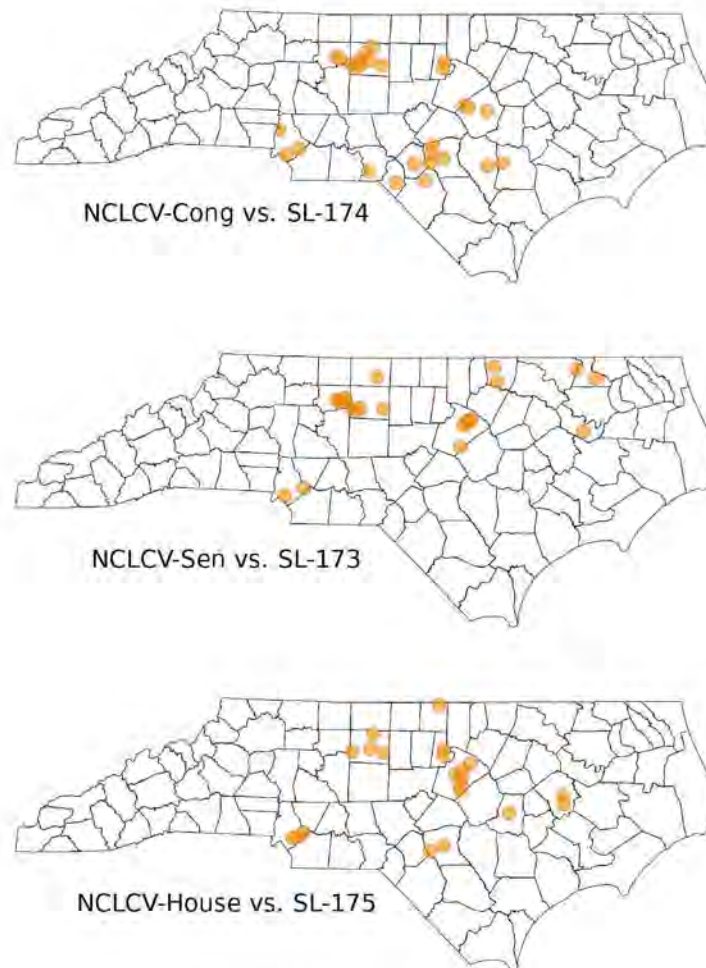 NCLCV-Cong vs. SL-174
NCLCV-Sen vs. SL-173
NCLCV-House vs. SL-175